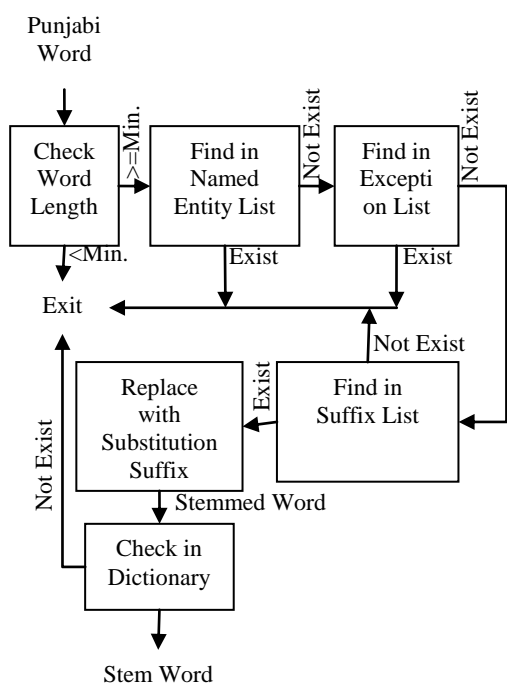 Punjabi
Word
Check
Word
Length
>=Min.
Find in
Named
Entity List
Not Exist
Find in
Excepti
on List
Not Exist
<Min.
Exist
Exist
Exit
Not Exist
Find in
Suffix List
Exist
Replace
with
Substitution
Suffix
Not Exist
Stemmed Word
Check in
Dictionary
Stem Word